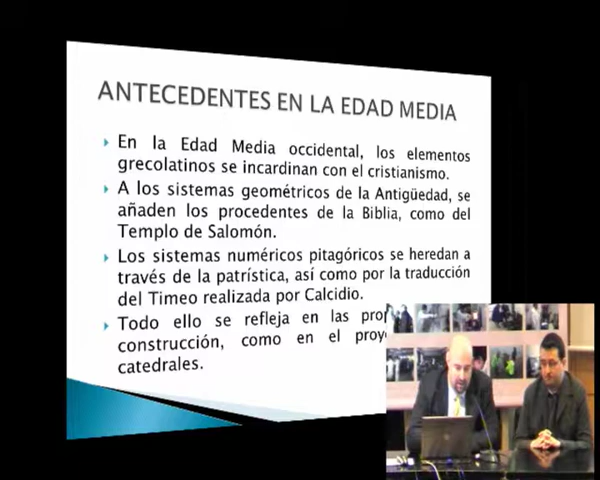 ANTECEDENTES EN LA EDAD MEDIA
En la Edad Media occidental, los elementos
grecolatinos se incardinan con el cristianismo.
A los sistemas geométricos de la Antigüedad, se
añaden los procedentes de la Biblia, como del
Templo de Salomón.
Los sistemas numéricos pitagóricos se heredan a
través de la patrística, así como por la traducción
del Timeo realizada por Calcidio.
Todo ello se refleja en las
construcción, como en el
catedrales.